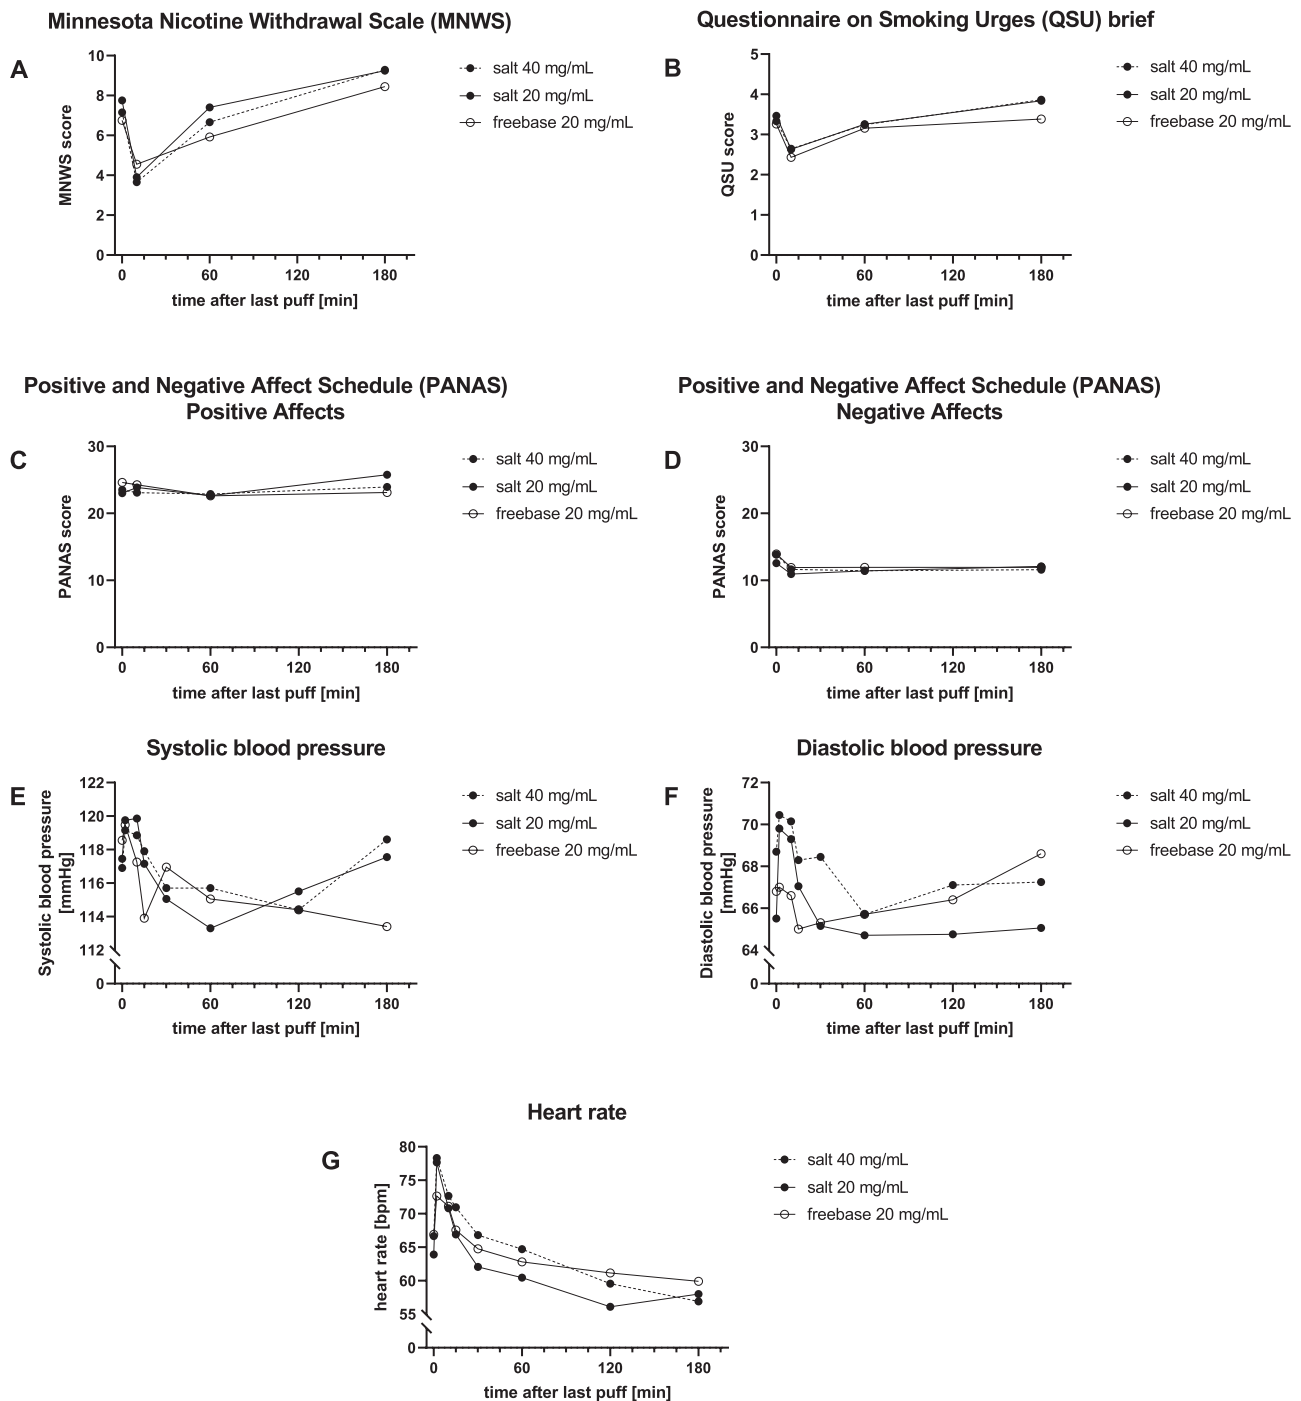 Minnesota Nicotine Withdrawal Scale (MNWS)
A
10
8
6
4
2
0
MNWS score
0 60 120 180
time after last puff [min]
salt 40 mg/mL
salt 20 mg/mL
freebase 20 mg/mL
Questionnaire on Smoking Urges (QSU) brief
B
5
4
3
2
1
0
QSU score
0 60 120 180
time after last puff [min]
salt 40 mg/mL
salt 20 mg/mL
freebase 20 mg/mL
Positive and Negative Affect Schedule (PANAS)
Positive Affects
C
30
20
10
0
PANAS score
0 60 120 180
time after last puff [min]
salt 40 mg/mL
salt 20 mg/mL
freebase 20 mg/mL
Positive and Negative Affect Schedule (PANAS)
Negative Affects
D
30
20
10
0
PANAS score
0 60 120 180
time after last puff [min]
salt 40 mg/mL
salt 20 mg/mL
freebase 20 mg/mL
Systolic blood pressure
E
122
120
118
116
114
112
0
Systolic blood pressure
[mmHg]
0 60 120 180
time after last puff [min]
salt 40 mg/mL
salt 20 mg/mL
freebase 20 mg/mL
Diastolic blood pressure
F
72
70
68
66
64
0
Diastolic blood pressure
[mmHg]
0 60 120 180
time after last puff [min]
salt 40 mg/mL
salt 20 mg/mL
freebase 20 mg/mL
Heart rate
G
80
75
70
65
60
55
0
heart rate [bpm]
0 60 120 180
time after last puff [min]
salt 40 mg/mL
salt 20 mg/mL
freebase 20 mg/mL